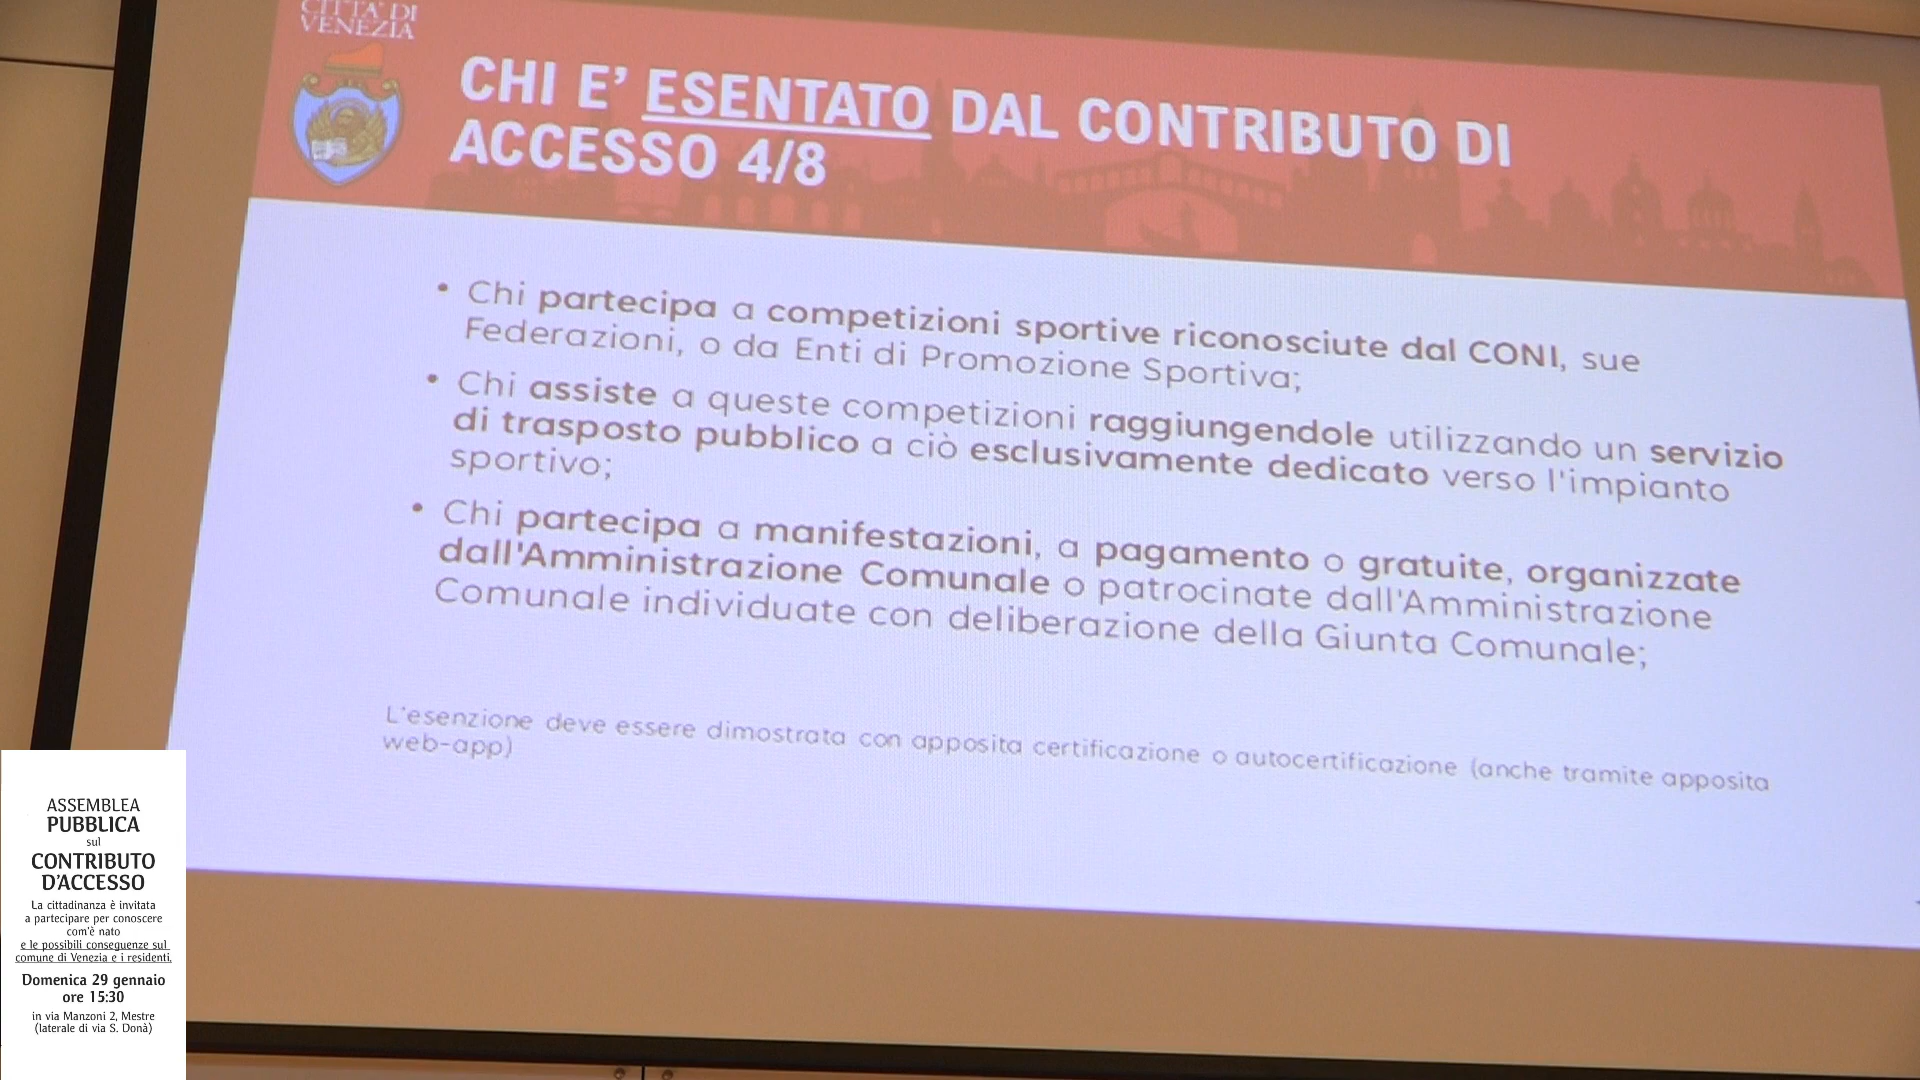 CITTA' DI
VENEZIA
CHI E' ESENTATO DAL CONTRIBUTO DI
ACCESSO 4/8
• Chi partecipa a competizioni sportive riconosciute dal CONI, sue
Federazioni, o da Enti di Promozione Sportiva;
• Chi assiste a queste competizioni raggiungendole utilizzando un servizio
di trasposto pubblico a ciò esclusivamente dedicato verso l'impianto
sportivo;
• Chi partecipa a manifestazioni, a pagamento o gratuite, organizzate
dall'Amministrazione Comunale o patrocinate dall'Amministrazione
Comunale individuate con deliberazione della Giunta Comunale;
L'esenzione deve essere dimostrata con apposita certificazione o autocertificazione (anche tramite apposita
web-app)
ASSEMBLEA
PUBBLICA
sul
CONTRIBUTO
D'ACCESSO
La cittadinanza è invitata
a partecipare per conoscere
com'è nato
e le possibili conseguenze sul
comune di Venezia e i residenti.
Domenica 29 gennaio
ore 15:30
in via Manzoni 2, Mestre
(laterale di via S. Donà)